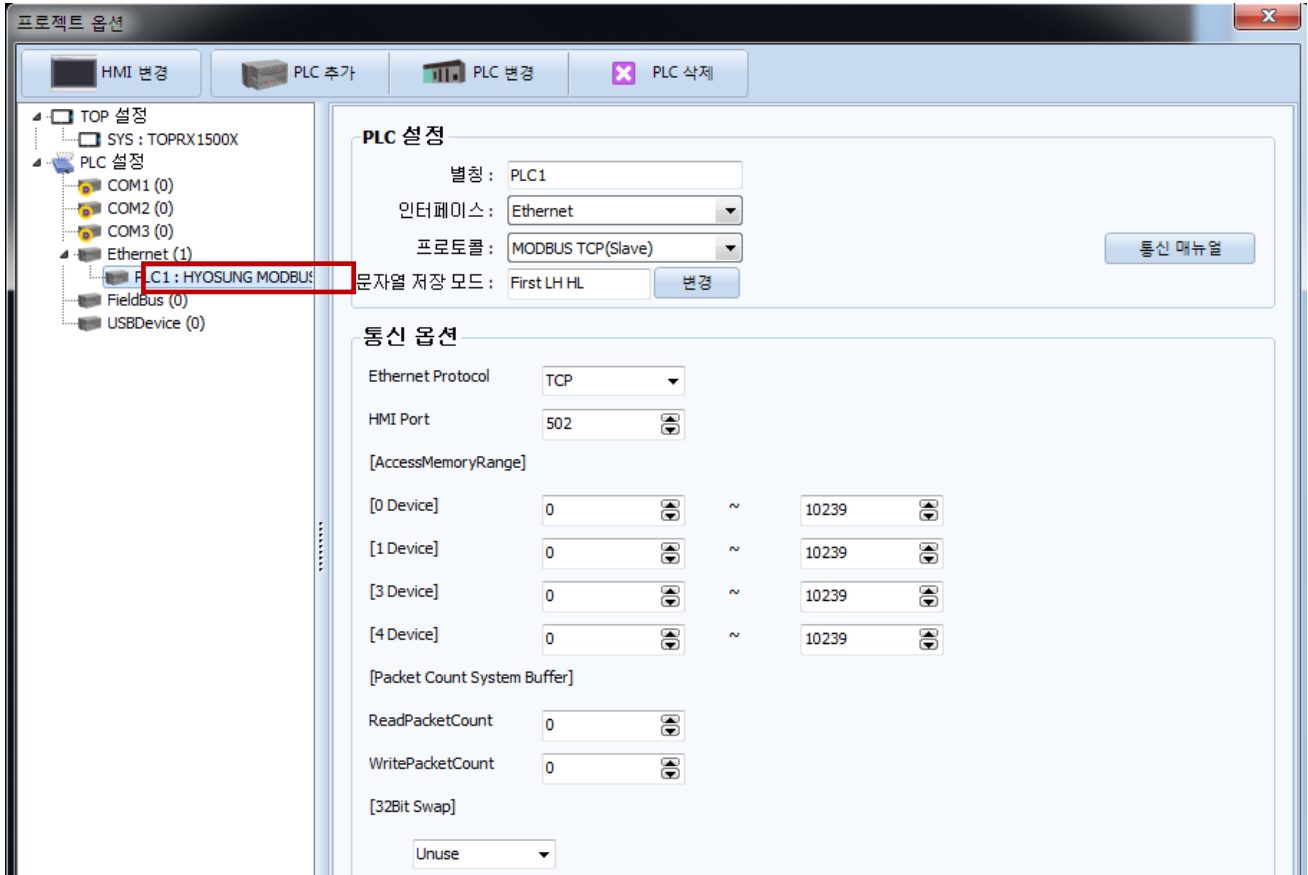 프로젝트 옵션
HMI 변경
PLC 추가
PLC 변경
PLC 삭제
TOP 설정
SYS : TOPRX1500X
PLC 설정
COM1 (0)
COM2 (0)
COM3 (0)
Ethernet (1)
PLC1 : HYOSUNG MODBUS
FieldBus (0)
USBDevice (0)
PLC 설정
별칭 : PLC1
인터페이스 : Ethernet
프로토콜 : MODBUS TCP(Slave)
통신 매뉴얼
문자열 저장 모드 : First LH HL 변경
통신 옵션
Ethernet Protocol TCP
HMI Port 502
[AccessMemoryRange]
[0 Device] 0 ~ 10239
[1 Device] 0 ~ 10239
[3 Device] 0 ~ 10239
[4 Device] 0 ~ 10239
[Packet Count System Buffer]
ReadPacketCount 0
WritePacketCount 0
[32Bit Swap]
Unuse